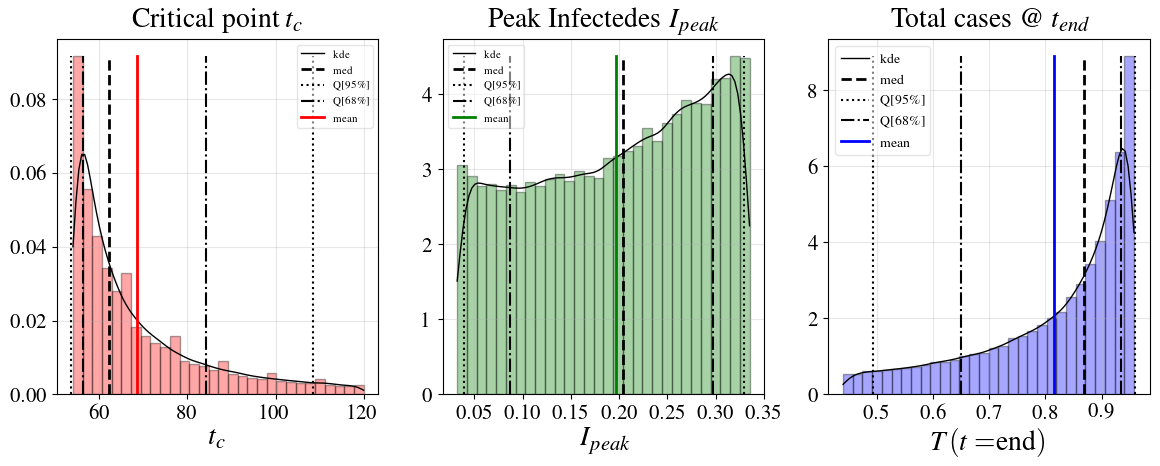 Critical point t_c
kde
med
Q[95%]
Q[68%]
mean
0.08
0.06
0.04
0.02
0.00
60 80 100 120
t_c
Peak Infectedes I_peak
kde
med
Q[95%]
Q[68%]
mean
4
3
2
1
0
0.05 0.10 0.15 0.20 0.25 0.30 0.35
I_peak
Total cases @ t_end
kde
med
Q[95%]
Q[68%]
mean
8
6
4
2
0
0.5 0.6 0.7 0.8 0.9
T (t =end)